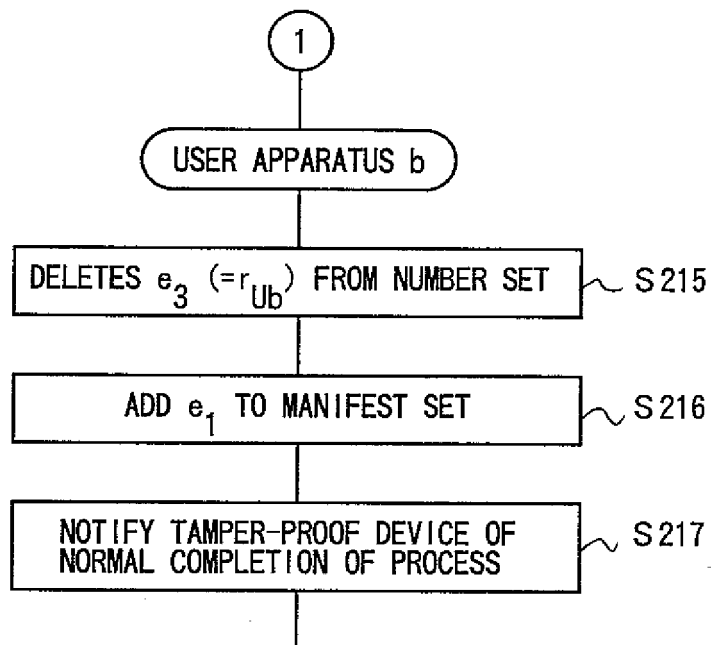 1
USER APPARATUS b
DELETES e3 (=rUb) FROM NUMBER SET
S215
ADD e1 TO MANIFEST SET
S216
NOTIFY TAMPER-PROOF DEVICE OF
NORMAL COMPLETION OF PROCESS
S217